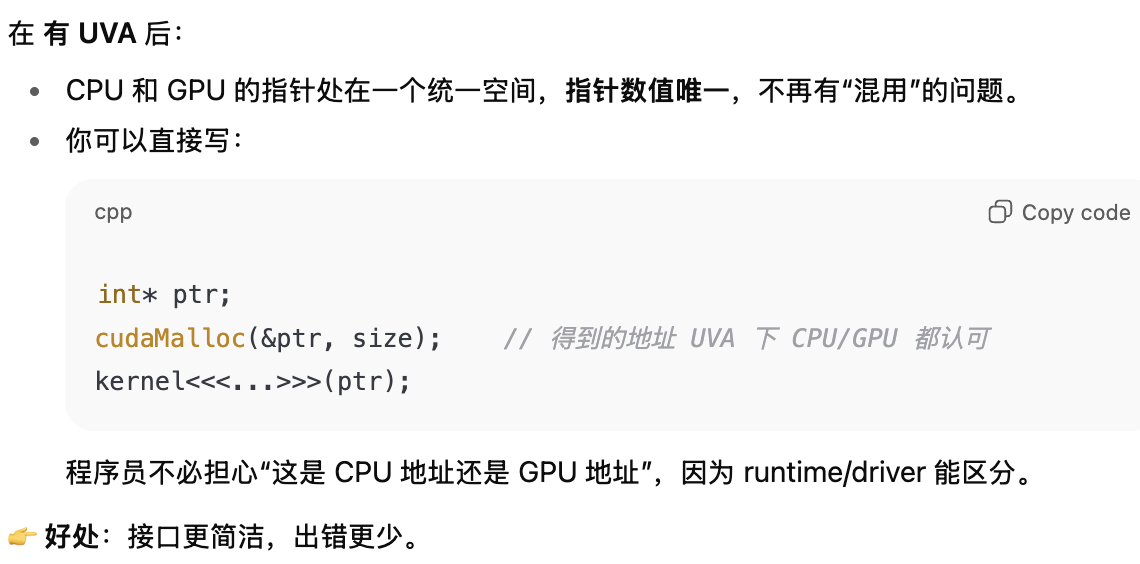 在 有 UVA 后：
CPU 和 GPU 的指针处在一个统一空间，指针数值唯一，不再有“混用”的问题。
你可以直接写：
cpp
Copy code
int* ptr;
cudaMalloc(&ptr, size);    // 得到的地址 UVA 下 CPU/GPU 都认可
kernel<<<...>>>(ptr);
程序员不必担心“这是 CPU 地址还是 GPU 地址”，因为 runtime/driver 能区分。
👉 好处：接口更简洁，出错更少。